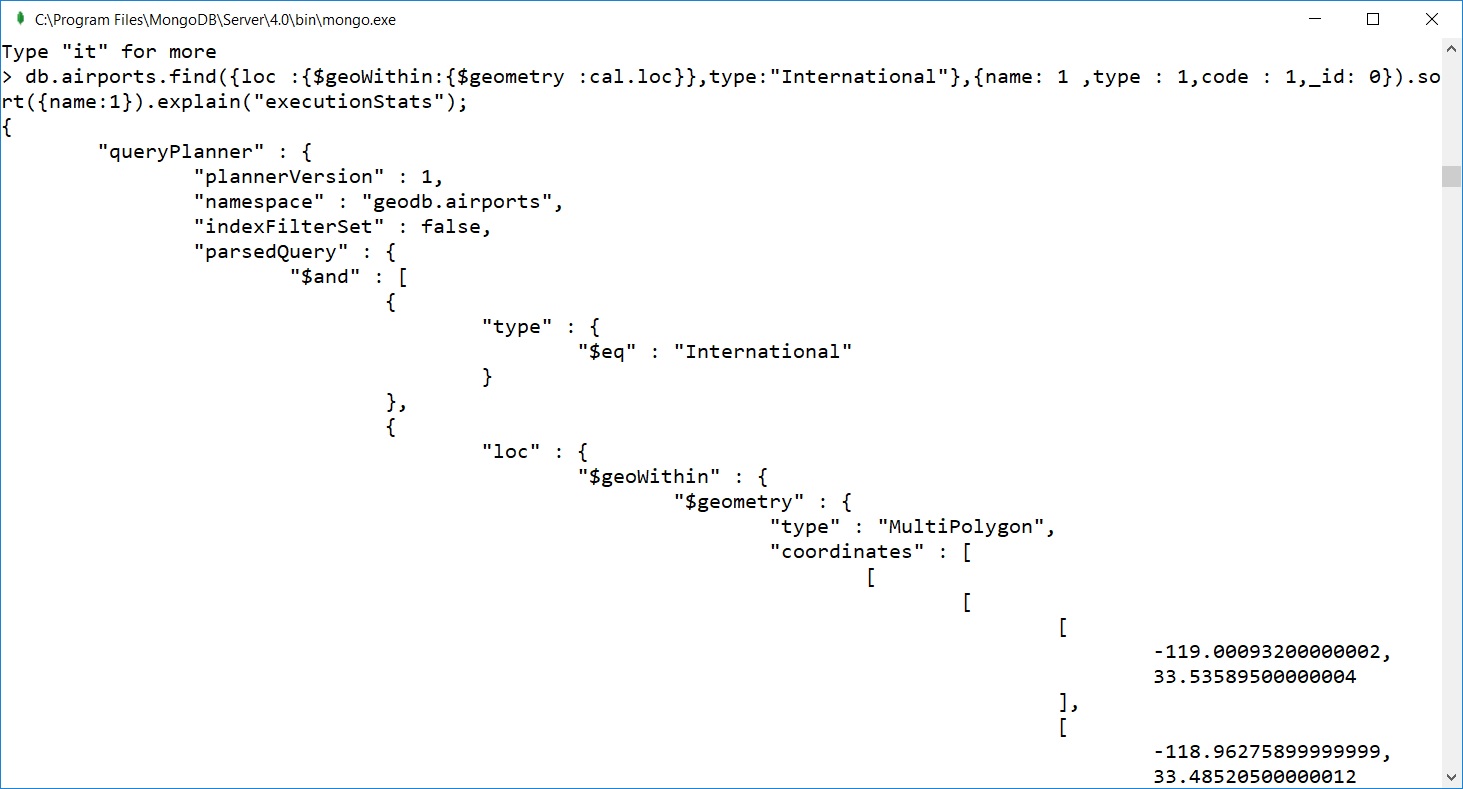 C:\Program Files\MongoDB\Server\4.0\bin\mongo.exe
Type "it" for more
> db.airports.find({loc :{$geoWithin:{$geometry :cal.loc}},type:"International"},{name: 1 ,type : 1,code : 1,_id: 0}).so
rt({name:1}).explain("executionStats");
{
        "queryPlanner" : {
                "plannerVersion" : 1,
                "namespace" : "geodb.airports",
                "indexFilterSet" : false,
                "parsedQuery" : {
                        "$and" : [
                                {
                                        "type" : {
                                                "$eq" : "International"
                                        }
                                },
                                {
                                        "loc" : {
                                                "$geoWithin" : {
                                                        "$geometry" : {
                                                                "type" : "MultiPolygon",
                                                                "coordinates" : [
                                                                        [
                                                                                [
                                                                                        [
                                                                                                -119.00093200000002,
                                                                                                33.53589500000004
                                                                                        ],
                                                                                        [
                                                                                                -118.96275899999999,
                                                                                                33.48520500000012